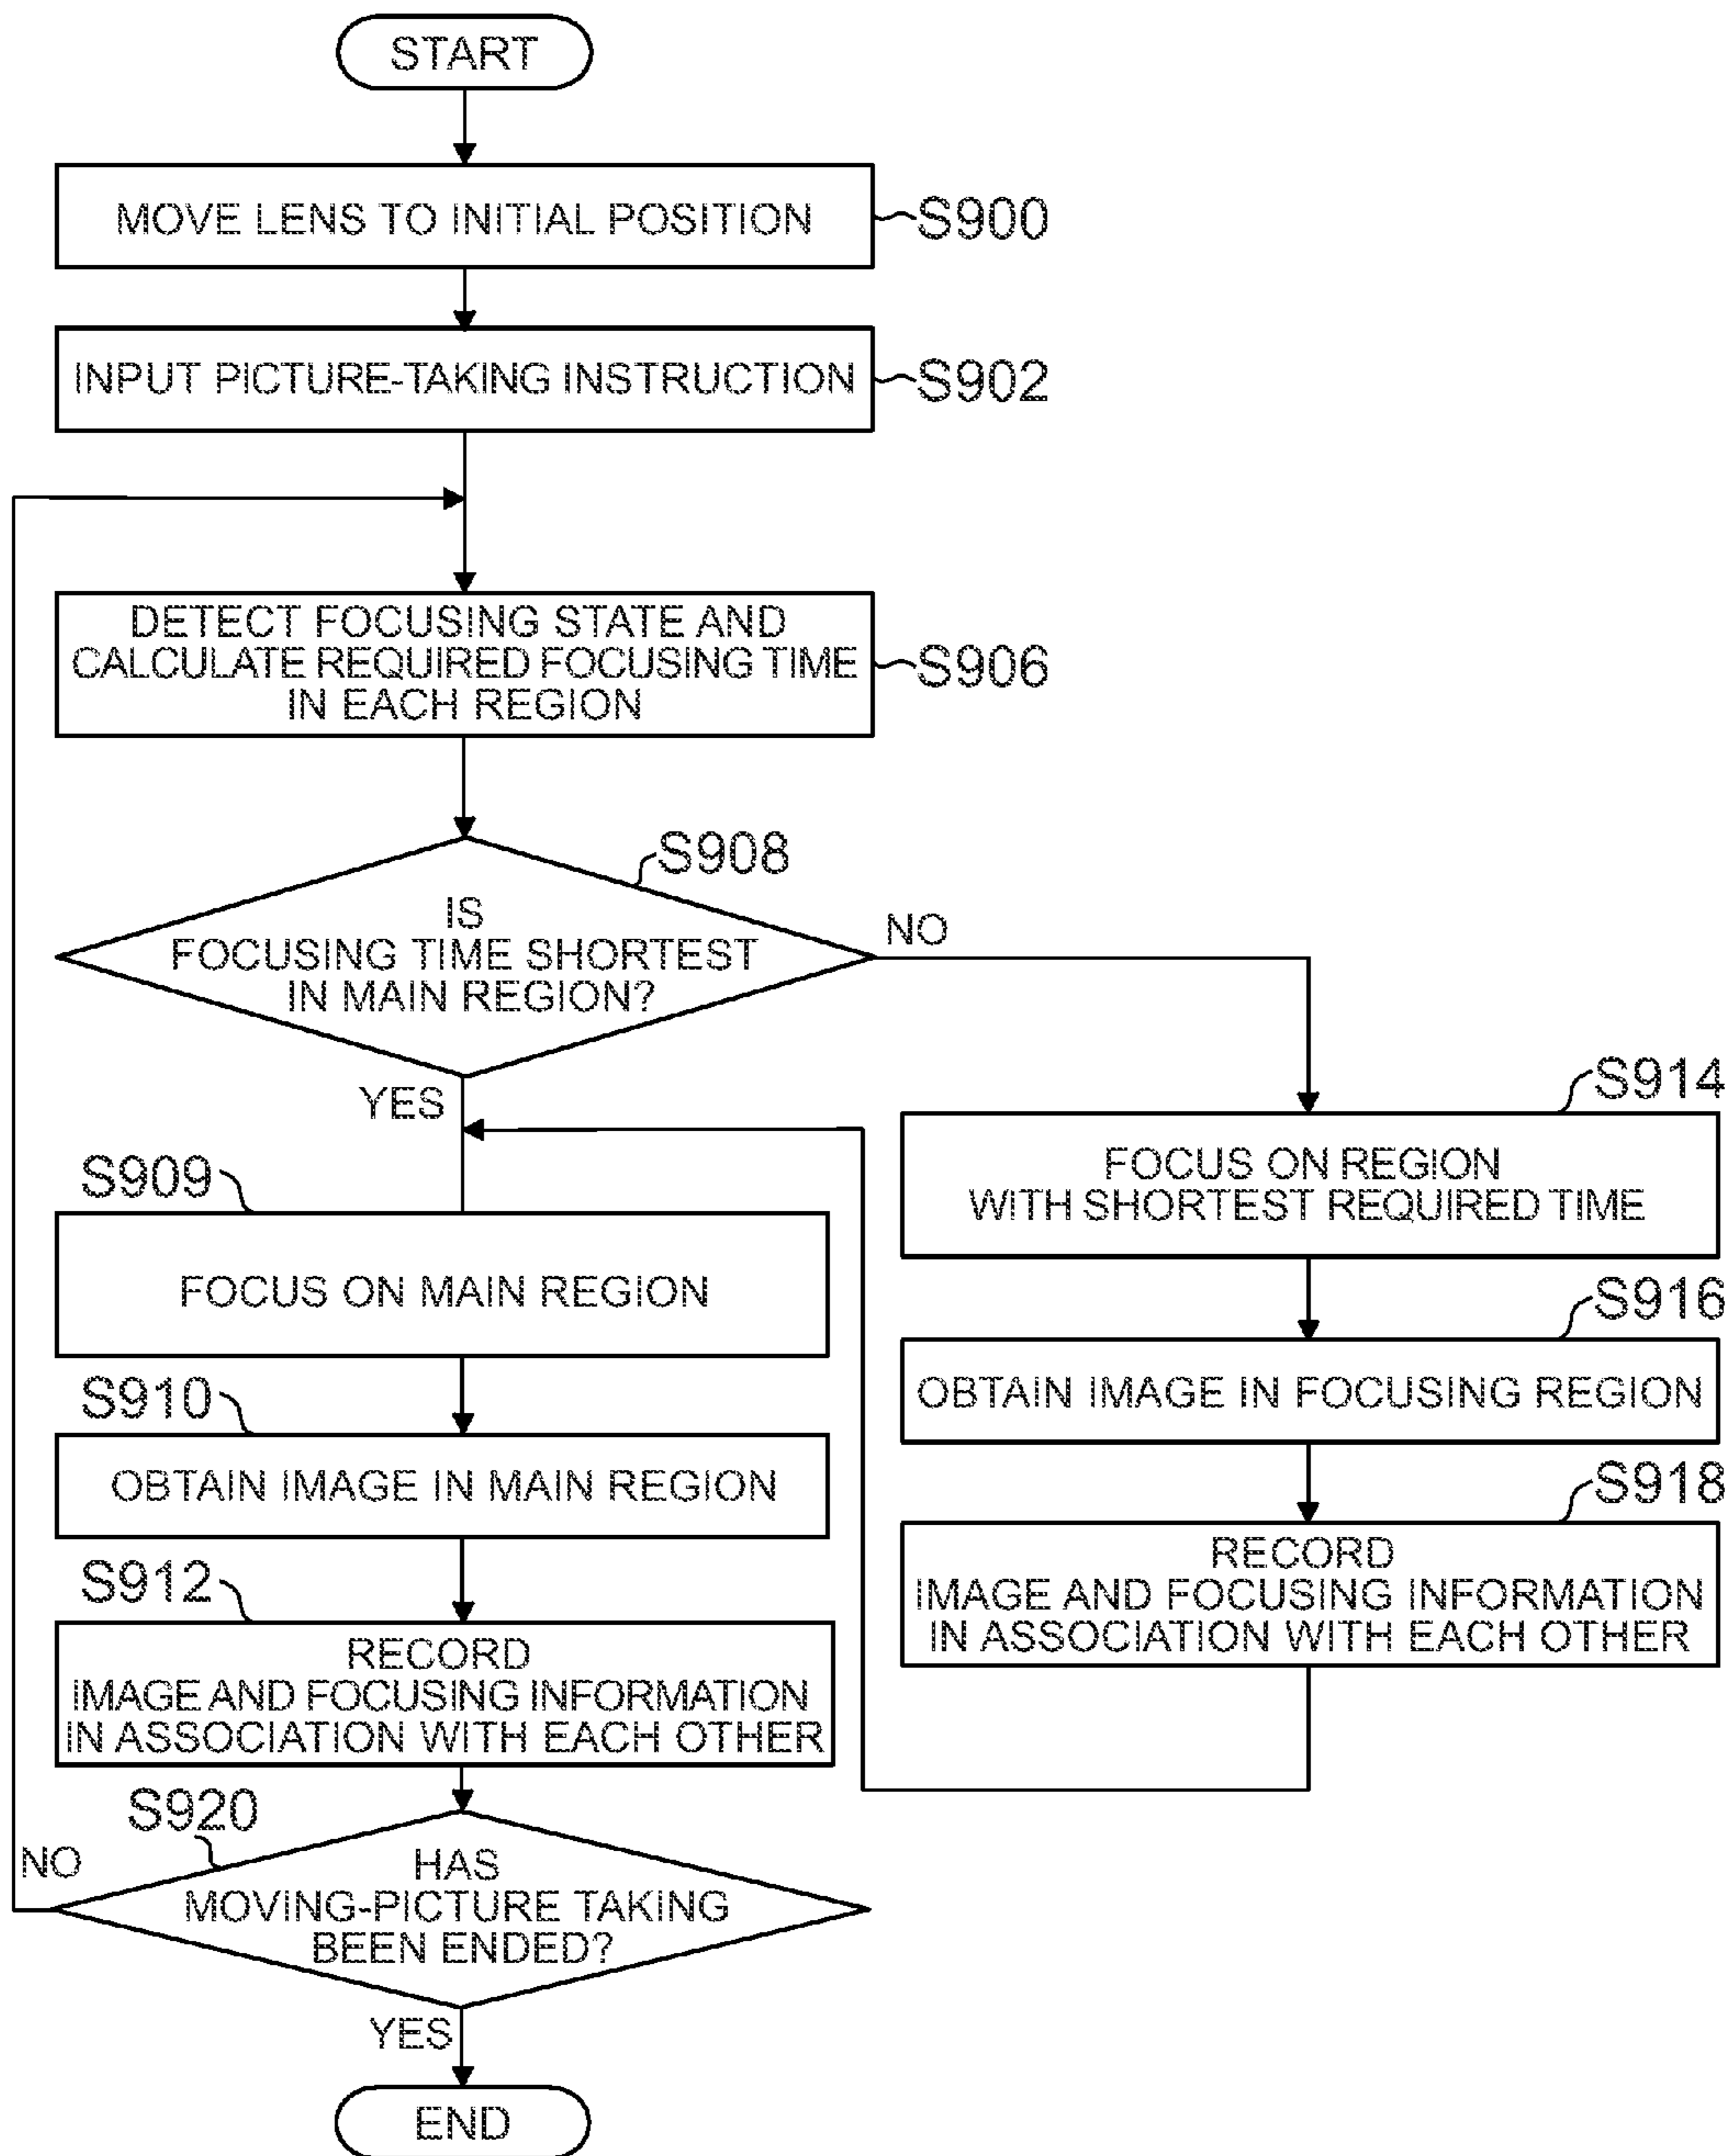 START
MOVE LENS TO INITIAL POSITION
S900
INPUT PICTURE-TAKING INSTRUCTION
S902
DETECT FOCUSING STATE AND
CALCULATE REQUIRED FOCUSING TIME
IN EACH REGION
S906
S908
IS
FOCUSING TIME SHORTEST
IN MAIN REGION?
NO
YES
S914
FOCUS ON REGION
WITH SHORTEST REQUIRED TIME
S909
FOCUS ON MAIN REGION
S916
OBTAIN IMAGE IN FOCUSING REGION
S910
OBTAIN IMAGE IN MAIN REGION
S918
RECORD
IMAGE AND FOCUSING INFORMATION
IN ASSOCIATION WITH EACH OTHER
S912
RECORD
IMAGE AND FOCUSING INFORMATION
IN ASSOCIATION WITH EACH OTHER
S920
NO
HAS
MOVING-PICTURE TAKING
BEEN ENDED?
YES
END